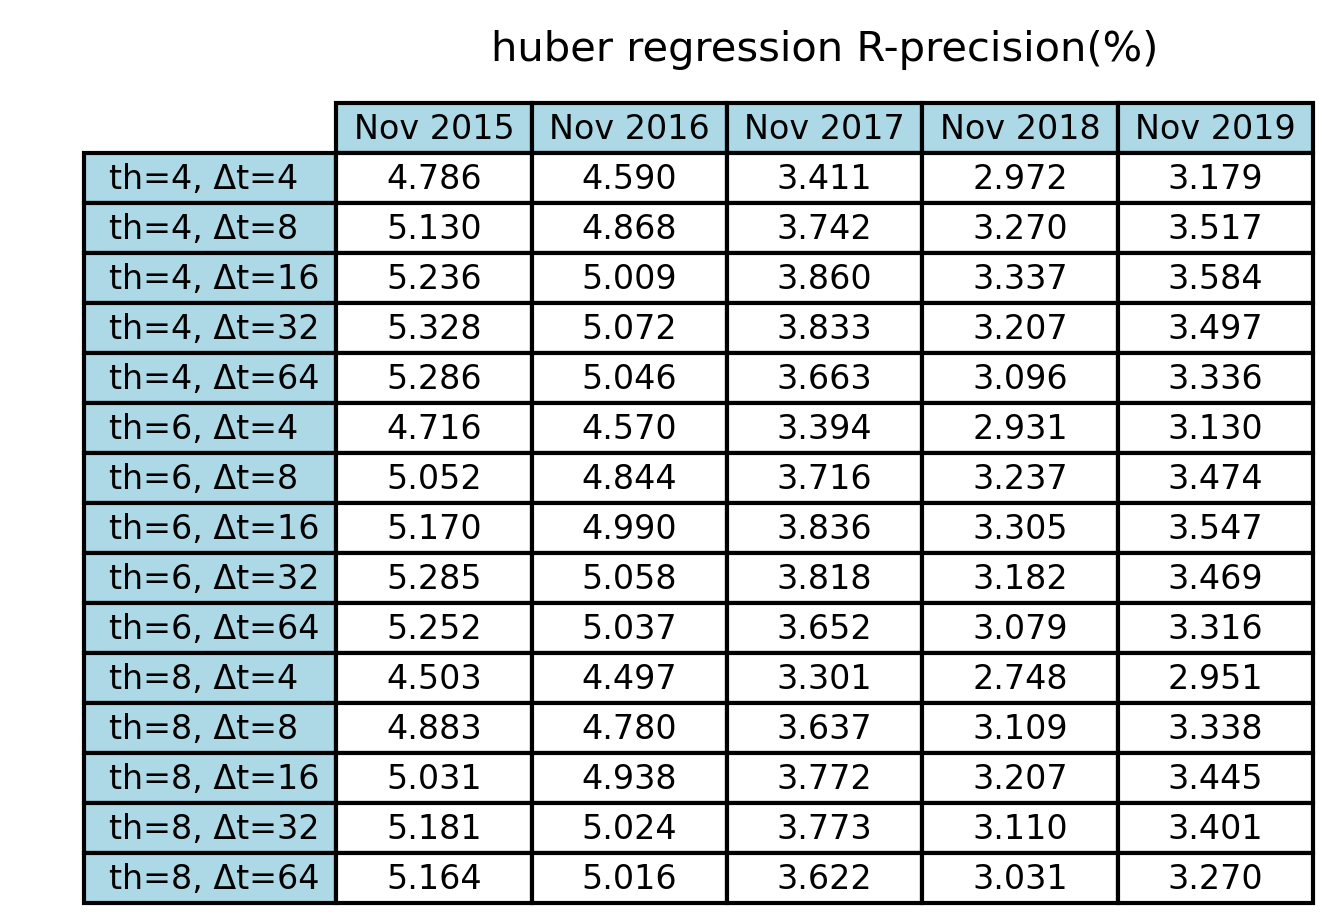 huber regression R-precision(%)
Nov 2015 Nov 2016 Nov 2017 Nov 2018 Nov 2019
th=4, Δt=4 4.786 4.590 3.411 2.972 3.179
th=4, Δt=8 5.130 4.868 3.742 3.270 3.517
th=4, Δt=16 5.236 5.009 3.860 3.337 3.584
th=4, Δt=32 5.328 5.072 3.833 3.207 3.497
th=4, Δt=64 5.286 5.046 3.663 3.096 3.336
th=6, Δt=4 4.716 4.570 3.394 2.931 3.130
th=6, Δt=8 5.052 4.844 3.716 3.237 3.474
th=6, Δt=16 5.170 4.990 3.836 3.305 3.547
th=6, Δt=32 5.285 5.058 3.818 3.182 3.469
th=6, Δt=64 5.252 5.037 3.652 3.079 3.316
th=8, Δt=4 4.503 4.497 3.301 2.748 2.951
th=8, Δt=8 4.883 4.780 3.637 3.109 3.338
th=8, Δt=16 5.031 4.938 3.772 3.207 3.445
th=8, Δt=32 5.181 5.024 3.773 3.110 3.401
th=8, Δt=64 5.164 5.016 3.622 3.031 3.270